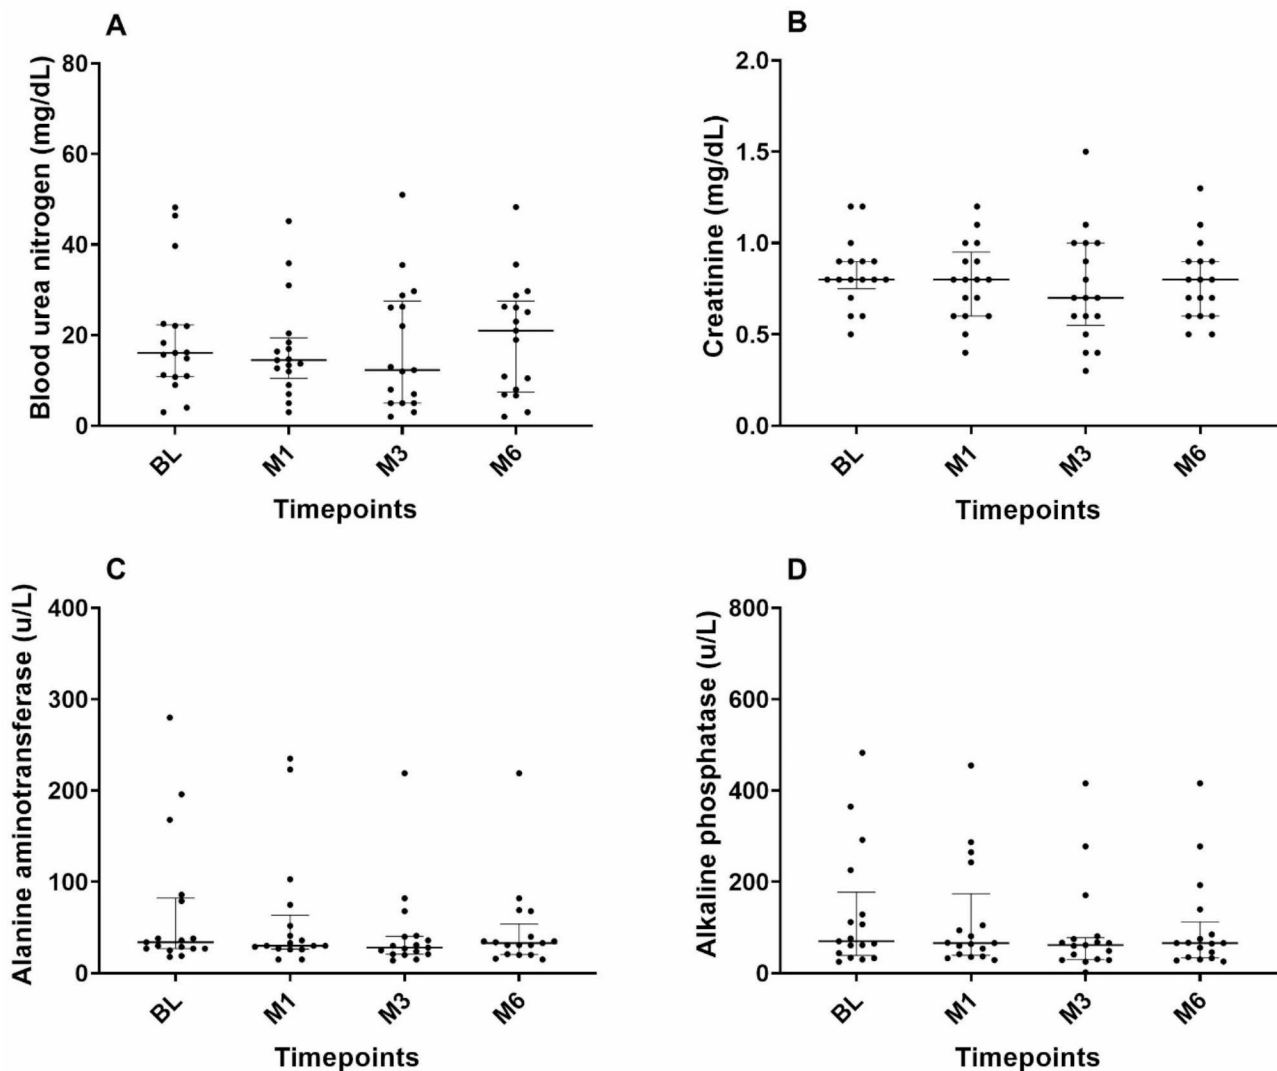 A
Blood urea nitrogen (mg/dL)
80
60
40
20
0
BL M1 M3 M6
Timepoints
B
Creatinine (mg/dL)
2.0
1.5
1.0
0.5
0.0
BL M1 M3 M6
Timepoints
C
Alanine aminotransferase (u/L)
400
300
200
100
0
BL M1 M3 M6
Timepoints
D
Alkaline phosphatase (u/L)
800
600
400
200
0
BL M1 M3 M6
Timepoints